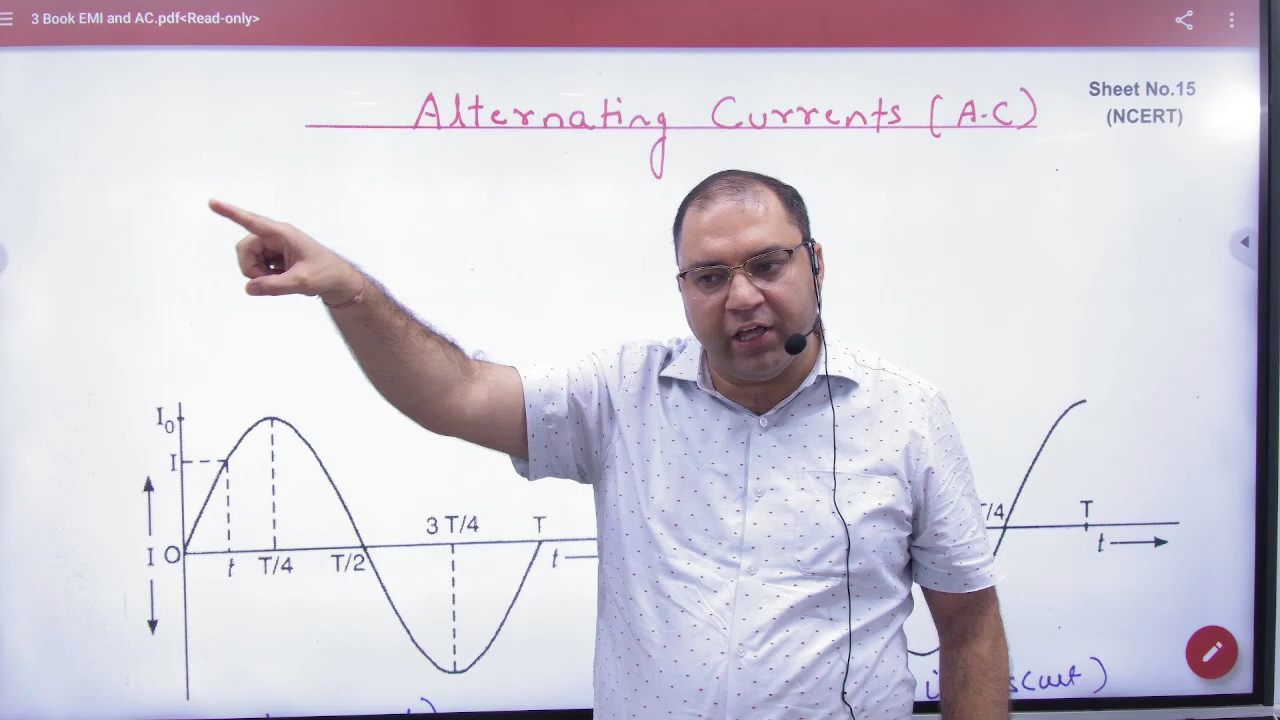 3 Book EMI and AC.pdf<Read-only>
Sheet No.15
(NCERT)
Alternating Currents (A.C)
I₀
I
I
O
t
T/4
T/2
3 T/4
T
t
T/4
T
t